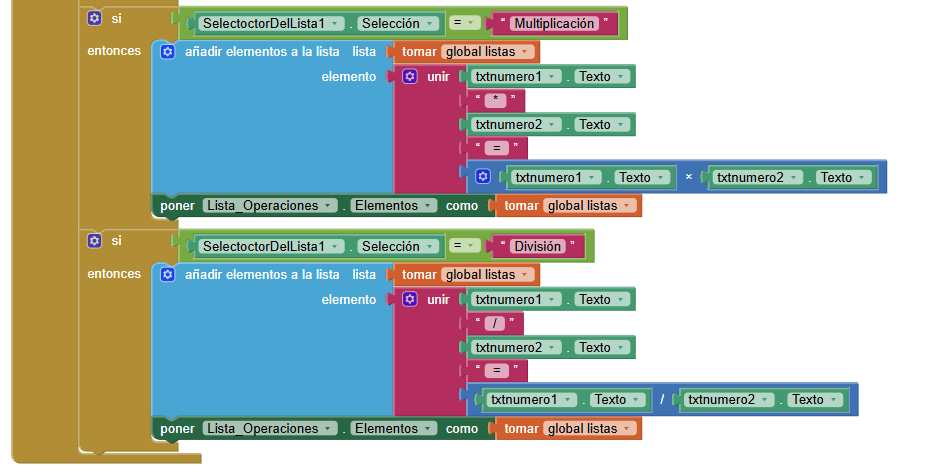 si SelectoctorDelLista1 . Selección = " Multiplicación "
entonces añadir elementos a la lista lista tomar global listas
elemento unir txtnumero1 . Texto
" * "
txtnumero2 . Texto
" = "
txtnumero1 . Texto × txtnumero2 . Texto
poner Lista_Operaciones . Elementos como tomar global listas
si SelectoctorDelLista1 . Selección = " División "
entonces añadir elementos a la lista lista tomar global listas
elemento unir txtnumero1 . Texto
" / "
txtnumero2 . Texto
" = "
txtnumero1 . Texto / txtnumero2 . Texto
poner Lista_Operaciones . Elementos como tomar global listas